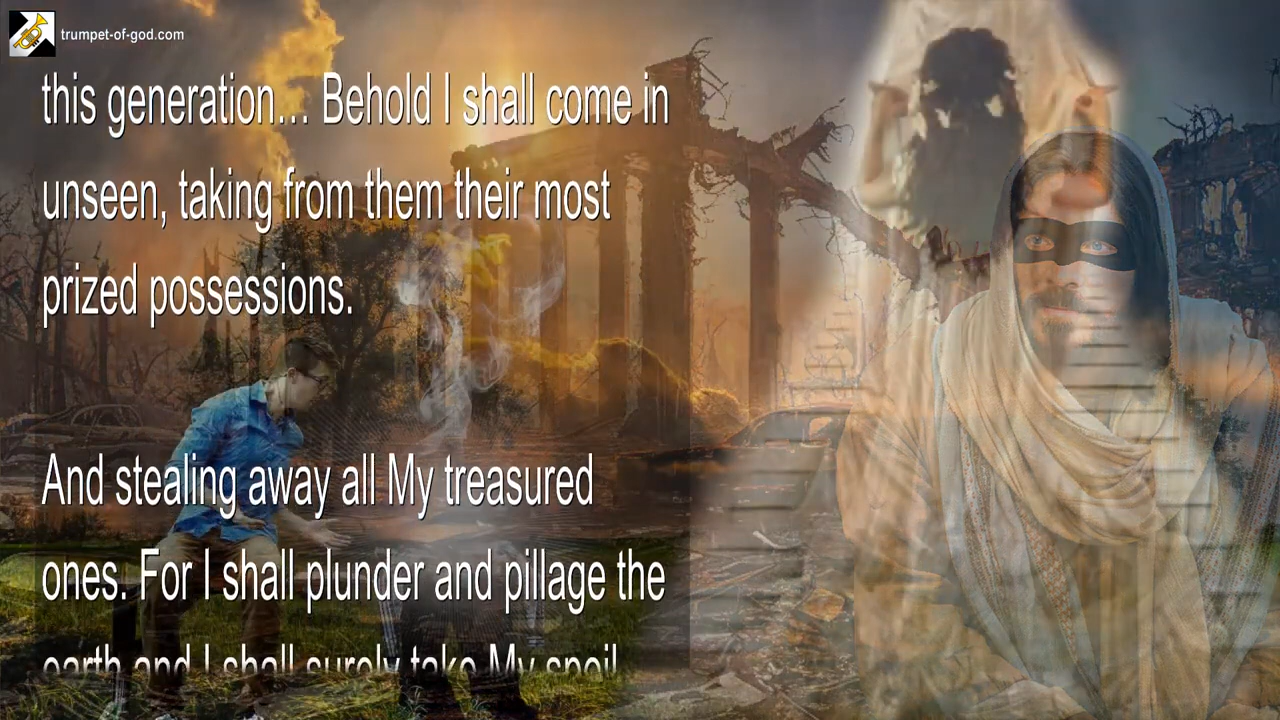 trumpet-of-god.com
this generation… Behold I shall come in
unseen, taking from them their most
prized possessions.
And stealing away all My treasured
ones. For I shall plunder and pillage the
earth and I shall surely take My spoil